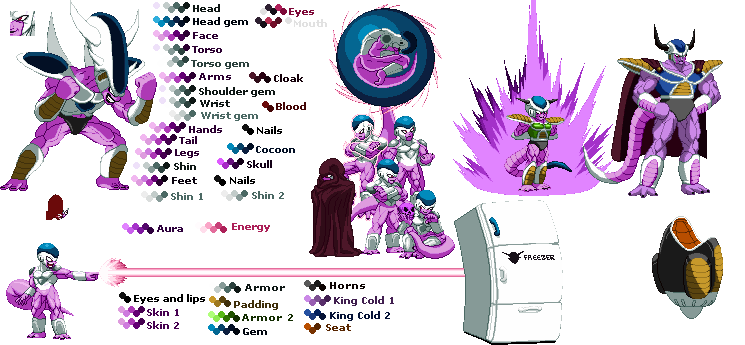 Head
Eyes
Head gem
Mouth
Face
Torso
Torso gem
Arms
Cloak
Shoulder gem
Wrist
Blood
Wrist gem
Hands
Nails
Tail
Legs
Cocoon
Shin
Skull
Feet
Nails
Shin 1
Shin 2
Aura
Energy
FREEZER
Eyes and lips
Skin 1
Skin 2
Armor
Padding
Armor 2
Gem
Horns
King Cold 1
King Cold 2
Seat